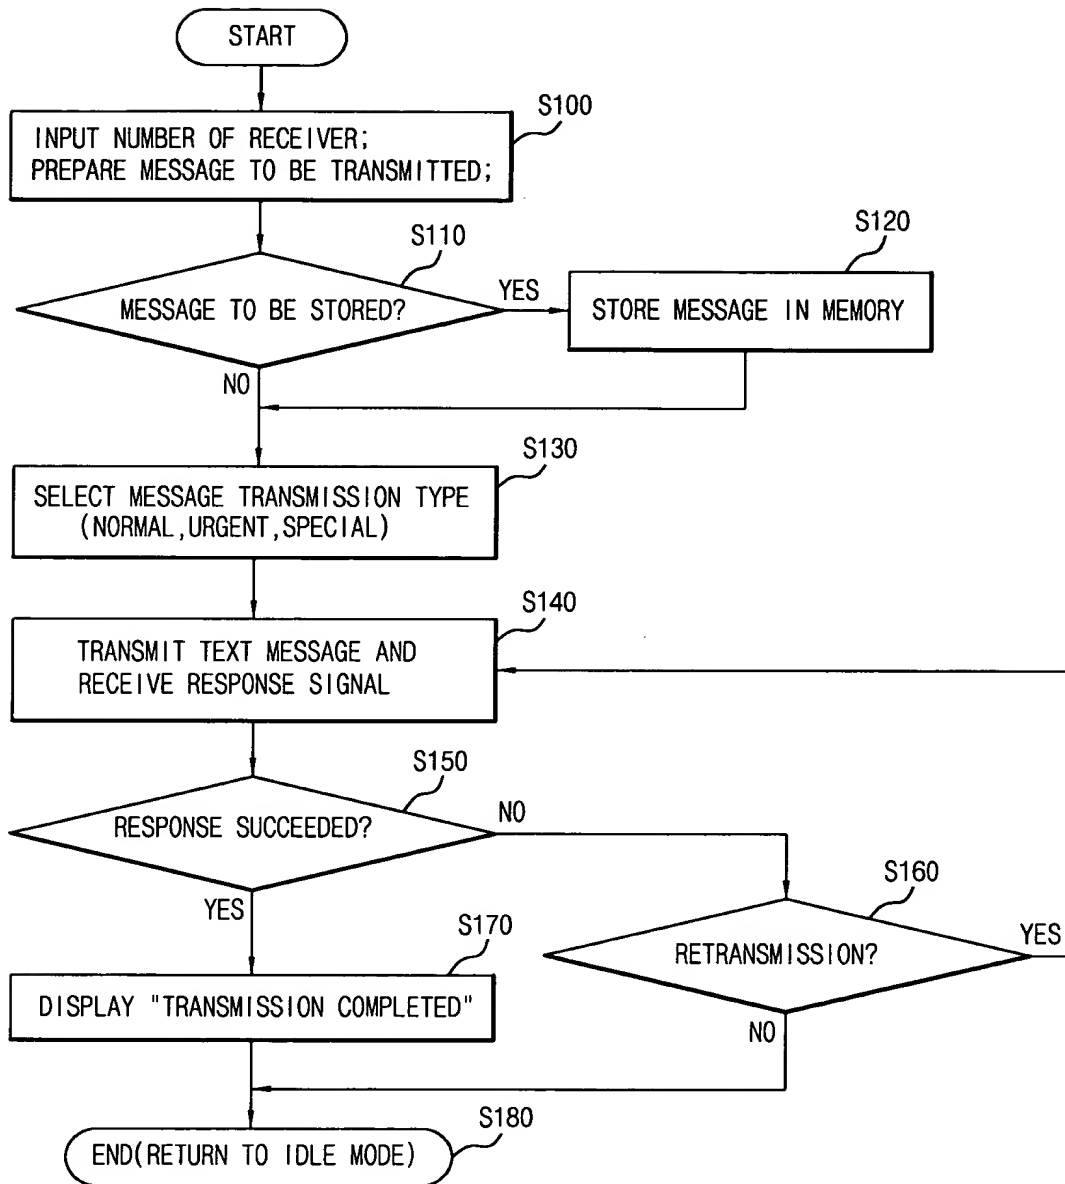 START
S100
INPUT NUMBER OF RECEIVER;
PREPARE MESSAGE TO BE TRANSMITTED;
S110
MESSAGE TO BE STORED?
YES
NO
S120
STORE MESSAGE IN MEMORY
S130
SELECT MESSAGE TRANSMISSION TYPE
(NORMAL,URGENT,SPECIAL)
S140
TRANSMIT TEXT MESSAGE AND
RECEIVE RESPONSE SIGNAL
S150
RESPONSE SUCCEEDED?
NO
YES
S160
RETRANSMISSION?
YES
NO
S170
DISPLAY "TRANSMISSION COMPLETED"
S180
END(RETURN TO IDLE MODE)